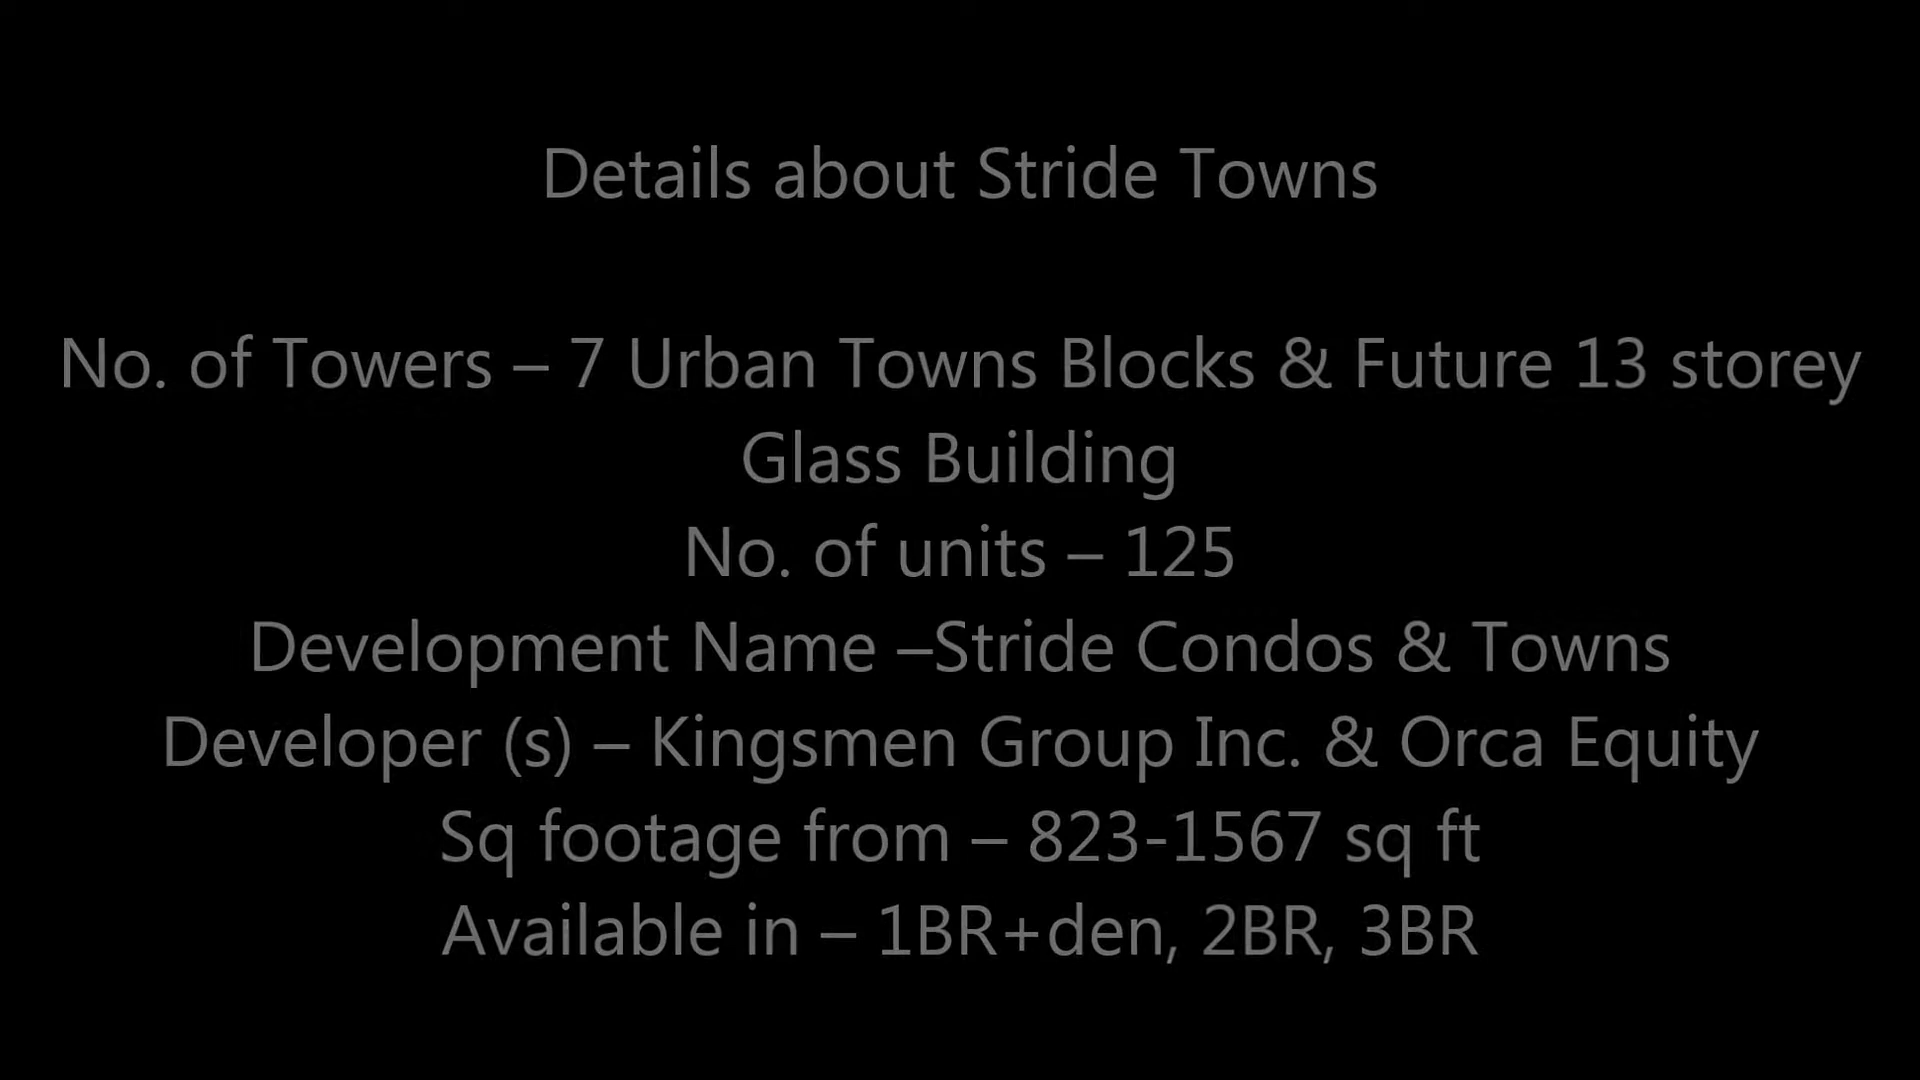 Details about Stride Towns
No. of Towers – 7 Urban Towns Blocks & Future 13 storey
Glass Building
No. of units – 125
Development Name –Stride Condos & Towns
Developer (s) – Kingsmen Group Inc. & Orca Equity
Sq footage from – 823-1567 sq ft
Available in – 1BR+den, 2BR, 3BR